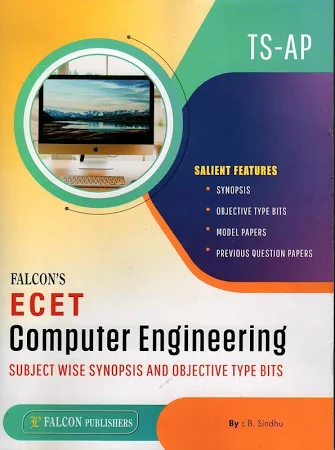 TS-AP
SALIENT FEATURES
• SYNOPSIS
• OBJECTIVE TYPE BITS
• MODEL PAPERS
• PREVIOUS QUESTION PAPERS
FALCON'S
ECET
Computer Engineering
SUBJECT WISE SYNOPSIS AND OBJECTIVE TYPE BITS
FALCON PUBLISHERS
By : B. Sindhu